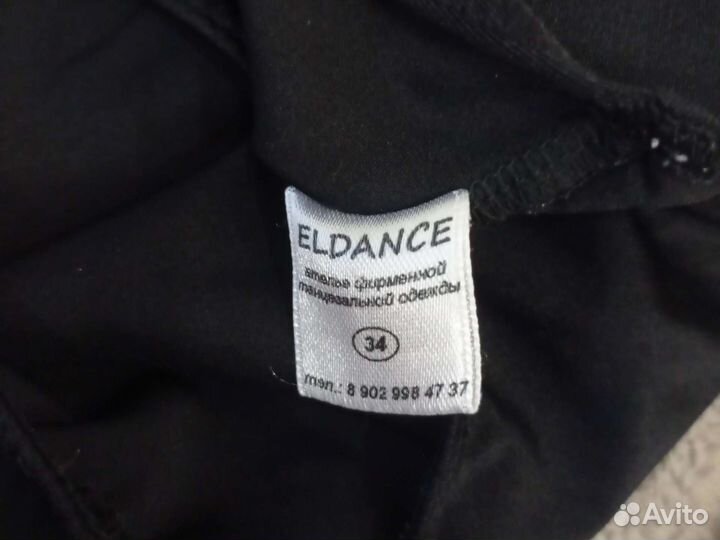 ELDANCE
ателье фирменной
танцевальной одежды
34
тел.: 8 902 998 47 37
Avito